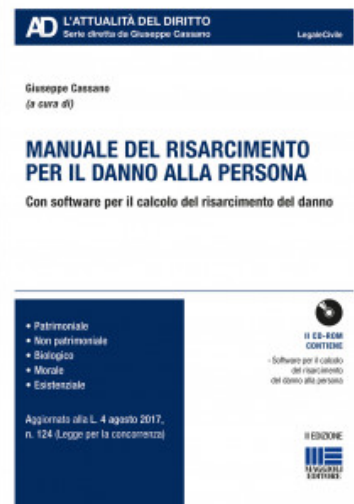 AD L'ATTUALITÀ DEL DIRITTO
Serie diretta da Giuseppe Cassano
LegaleCivile
Giuseppe Cassano
(a cura di)
MANUALE DEL RISARCIMENTO
PER IL DANNO ALLA PERSONA
Con software per il calcolo del risarcimento del danno
• Patrimoniale
• Non patrimoniale
• Biologico
• Morale
• Esistenziale
Aggiornato alla L. 4 agosto 2017,
n. 124 (Legge per la concorrenza)
Il CD-ROM
CONTIENE
- Software per il calcolo
del risarcimento
del danno alla persona
II EDIZIONE
MAGGIOLI
EDITORE